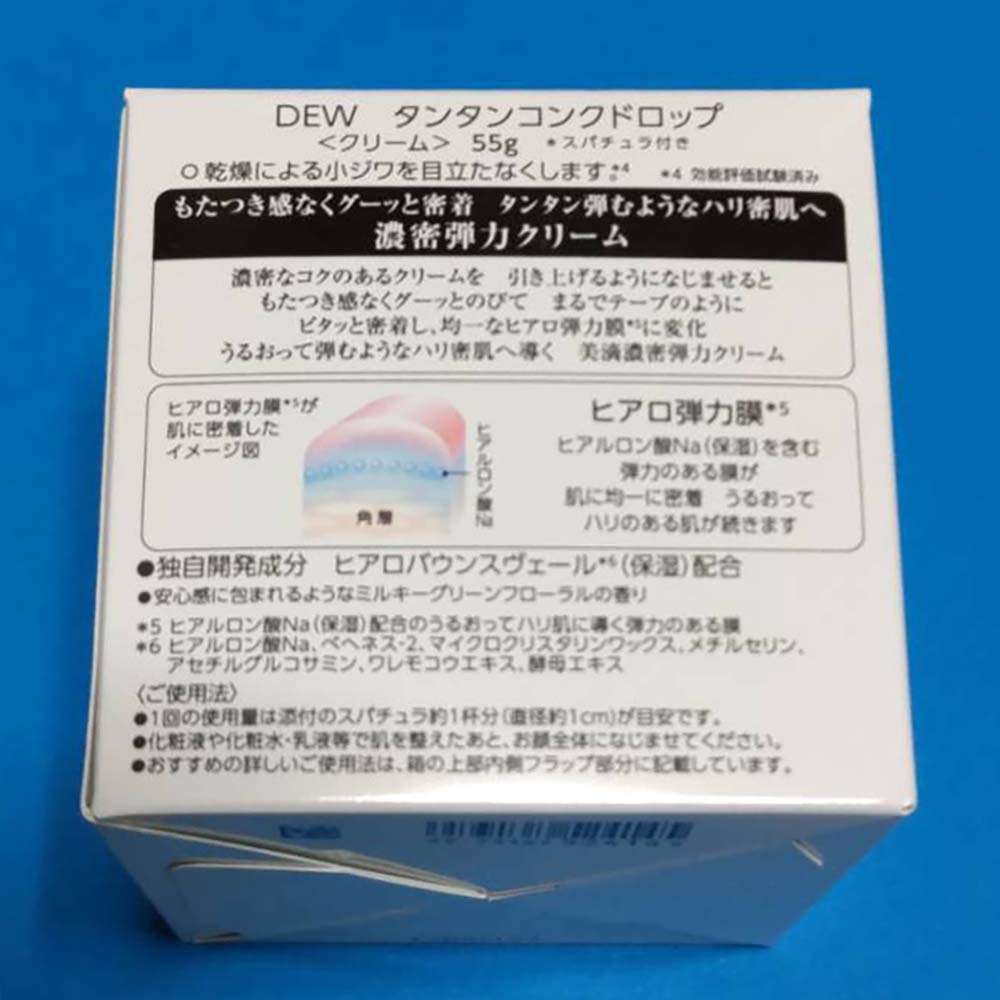 DEW タンタンコンクドロップ
＜クリーム＞ 55g ＊スパチュラ付き
○乾燥による小ジワを目立たなくします。*4 *4 効能評価試験済み
もたつき感なくグーッと密着 タンタン弾むようなハリ密肌へ
濃密弾力クリーム
濃密なコクのあるクリームを 引き上げるようになじませると
もたつき感なくグーッとのびて まるでテープのように
ピタッと密着し、均一なヒアロ弾力膜*5に変化
うるおって弾むようなハリ密肌へ導く 美滴濃密弾力クリーム
ヒアロ弾力膜*5が
肌に密着した
イメージ図
ヒアルロン酸Na
角層
ヒアロ弾力膜*5
ヒアルロン酸Na（保湿）を含む
弾力のある膜が
肌に均一に密着 うるおって
ハリのある肌が続きます
●独自開発成分 ヒアロバウンスヴェール*6（保湿）配合
●安心感に包まれるようなミルキーグリーンフローラルの香り
*5 ヒアルロン酸Na（保湿）配合のうるおってハリ肌に導く弾力のある膜
*6 ヒアルロン酸Na、ベヘネス-2、マイクロクリスタリンワックス、メチルセリン、
アセチルグルコサミン、ワレモコウエキス、酵母エキス
〈ご使用法〉
●1回の使用量は添付のスパチュラ約1杯分（直径約1cm）が目安です。
●化粧液や化粧水・乳液等で肌を整えたあと、お顔全体になじませてください。
●おすすめの詳しいご使用法は、箱の上部内側フラップ部分に記載しています。